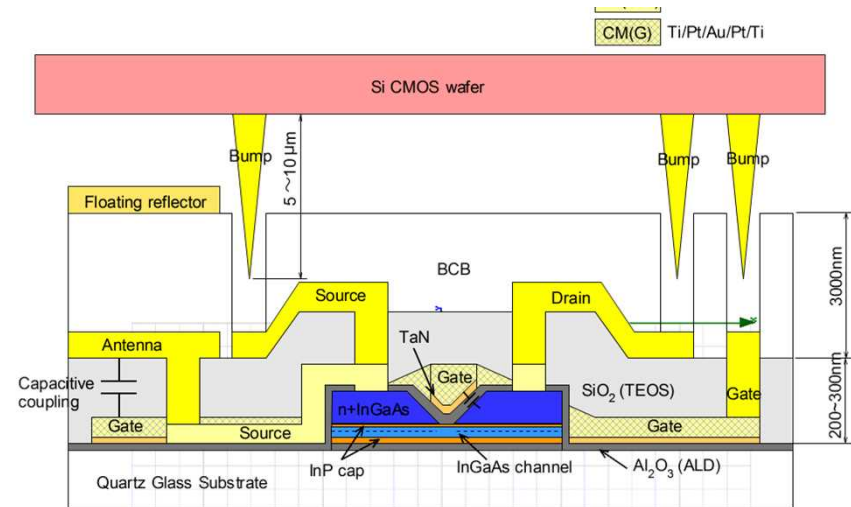 CM(G) Ti/Pt/Au/Pt/Ti
Si CMOS wafer
Bump
5～10 μm
Bump
Bump
Floating reflector
BCB
3000nm
Source
Drain
Antenna
TaN
Capacitive
coupling
Gate
SiO2 (TEOS)
Gate
200~300nm
n+InGaAs
Gate
Source
Gate
InP cap
InGaAs channel
Al2O3 (ALD)
Quartz Glass Substrate